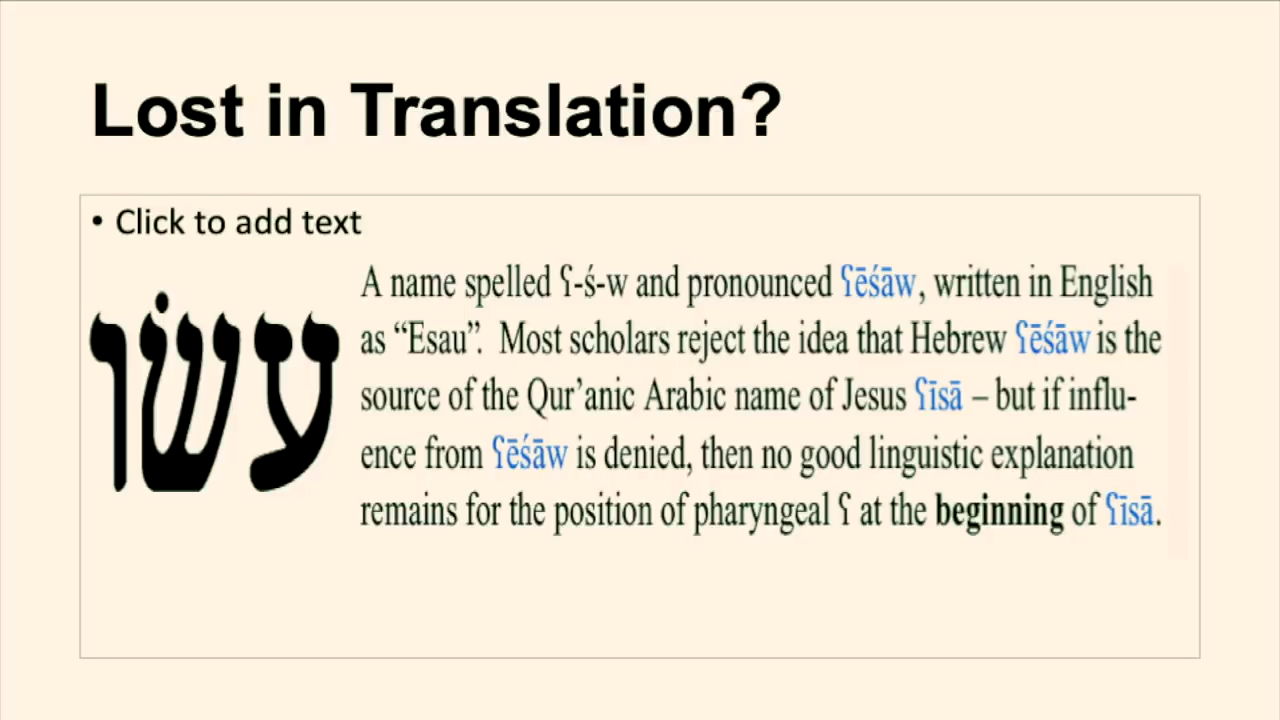 Lost in Translation?
• Click to add text
עשׂו
A name spelled ʕ-ś-w and pronounced ʕēśāw, written in English
as “Esau”. Most scholars reject the idea that Hebrew ʕēśāw is the
source of the Qur’anic Arabic name of Jesus ʕīsā – but if influ-
ence from ʕēśāw is denied, then no good linguistic explanation
remains for the position of pharyngeal ʕ at the beginning of ʕīsā.